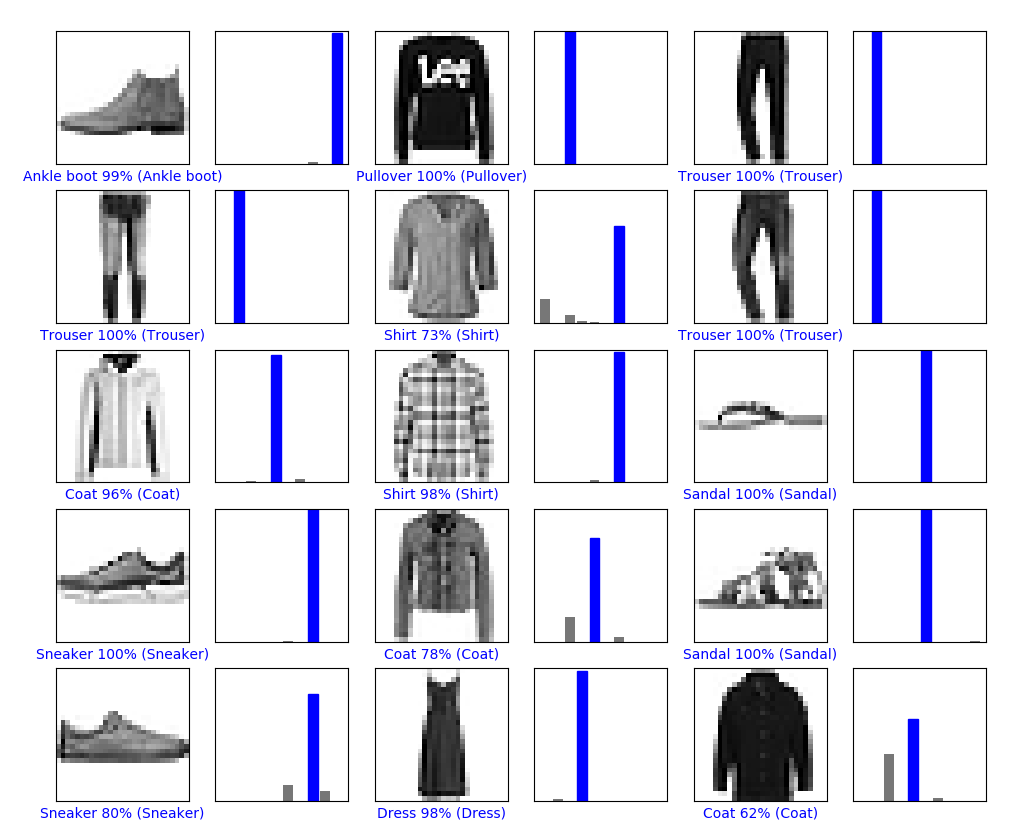 Lee
Ankle boot 99% (Ankle boot)
Pullover 100% (Pullover)
Trouser 100% (Trouser)
Trouser 100% (Trouser)
Shirt 73% (Shirt)
Trouser 100% (Trouser)
Coat 96% (Coat)
Shirt 98% (Shirt)
Sandal 100% (Sandal)
Sneaker 100% (Sneaker)
Coat 78% (Coat)
Sandal 100% (Sandal)
Sneaker 80% (Sneaker)
Dress 98% (Dress)
Coat 62% (Coat)